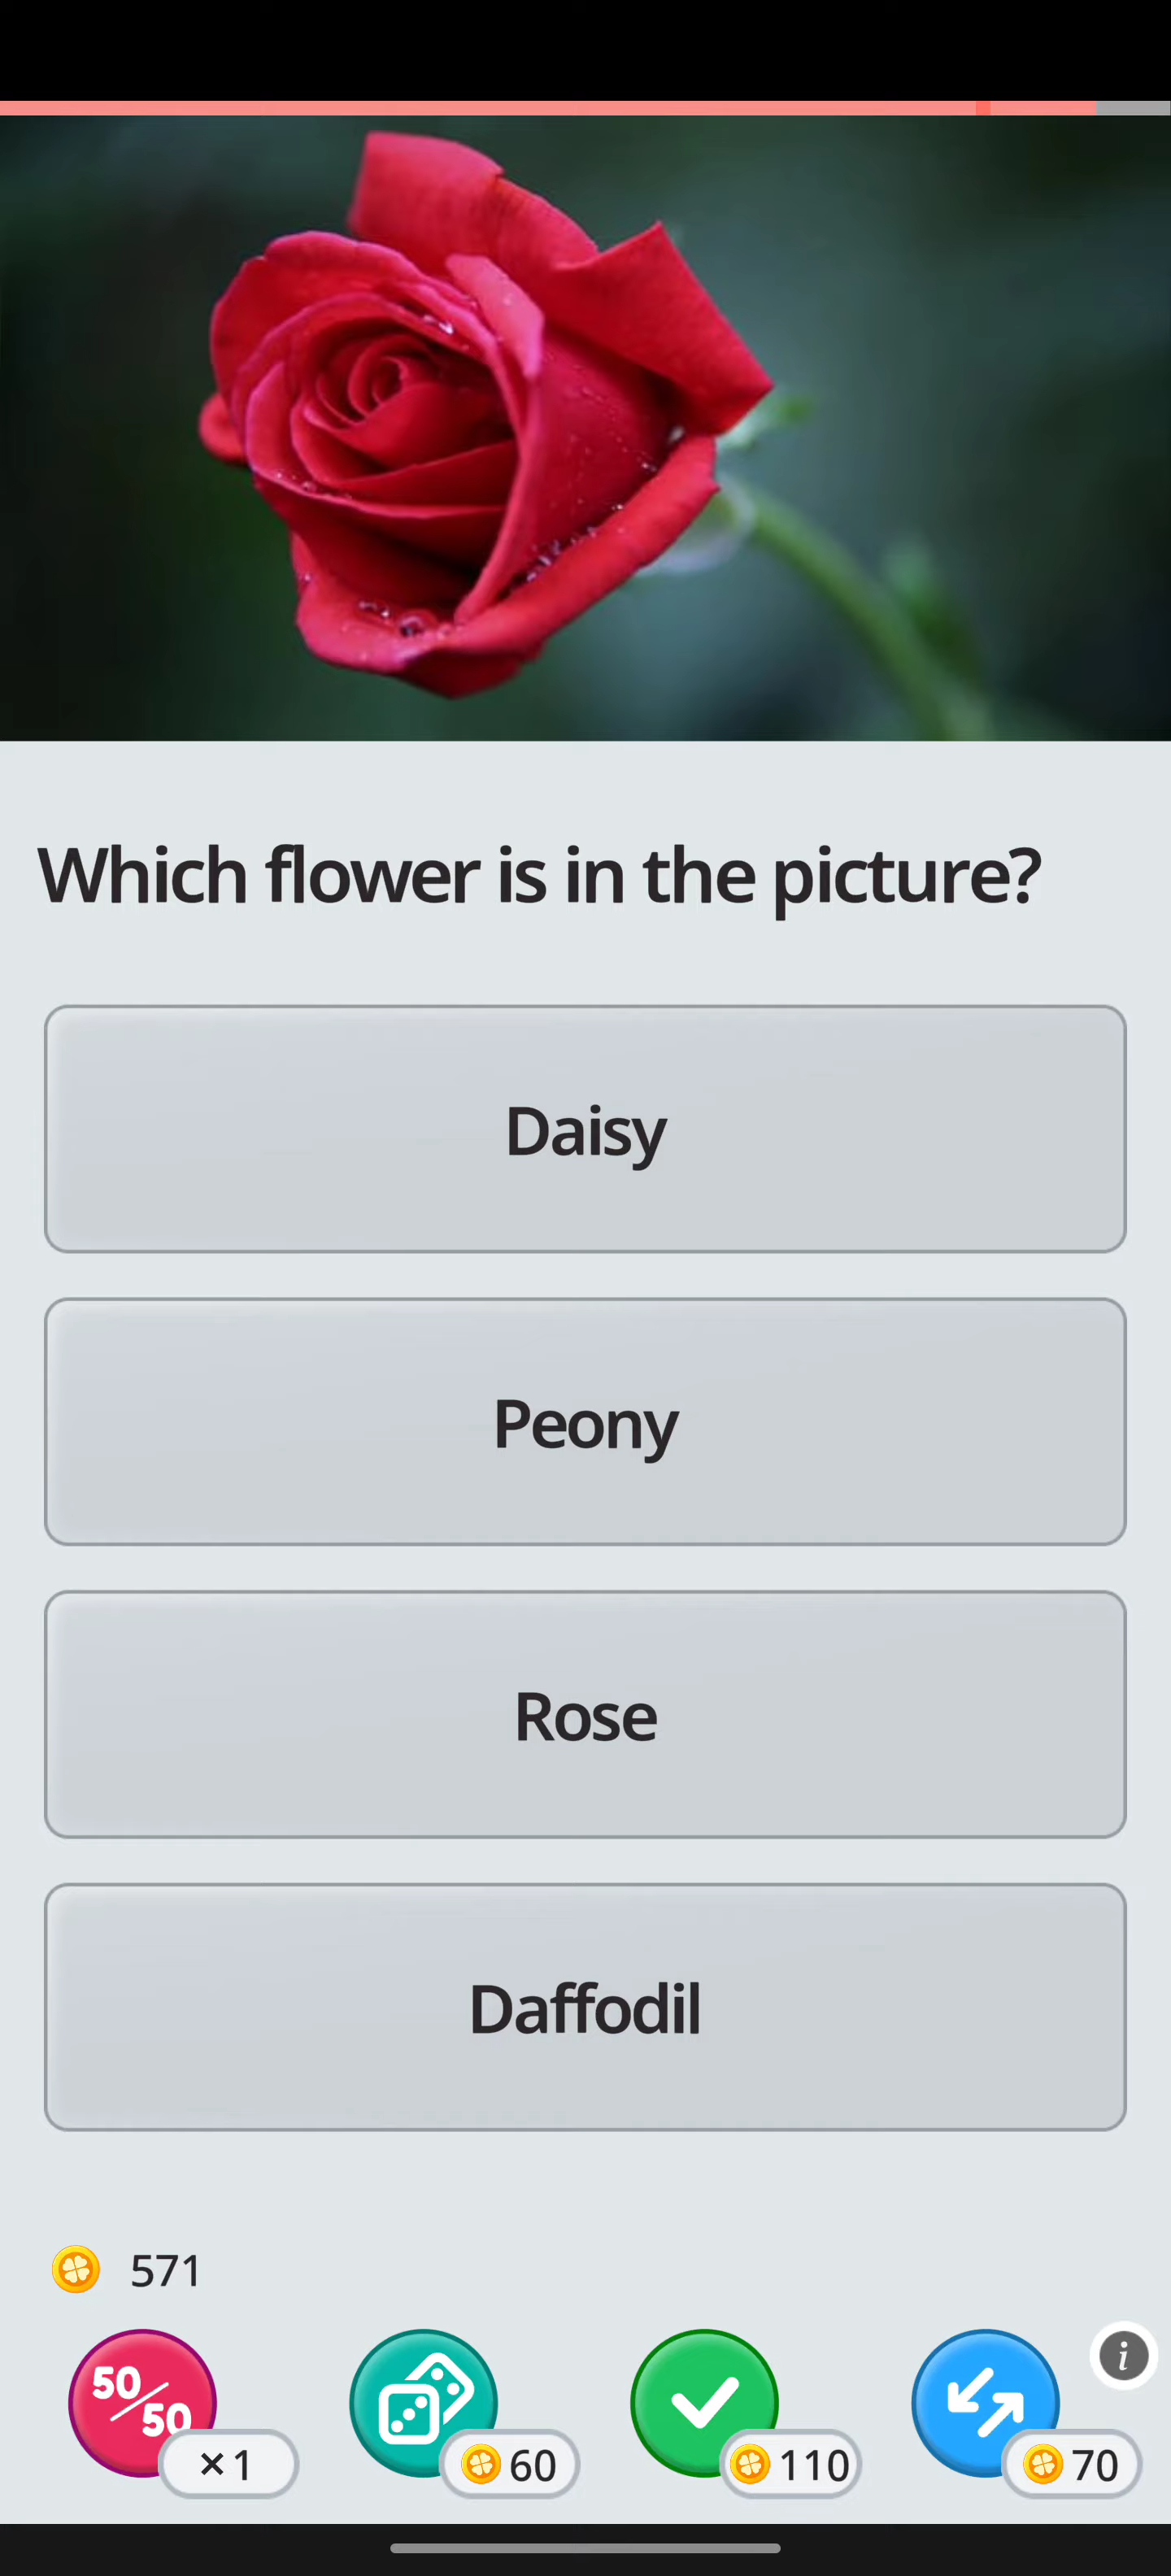 Which flower is in the picture?
Daisy
Peony
Rose
Daffodil
571
50/50
×1
60
110
70
i